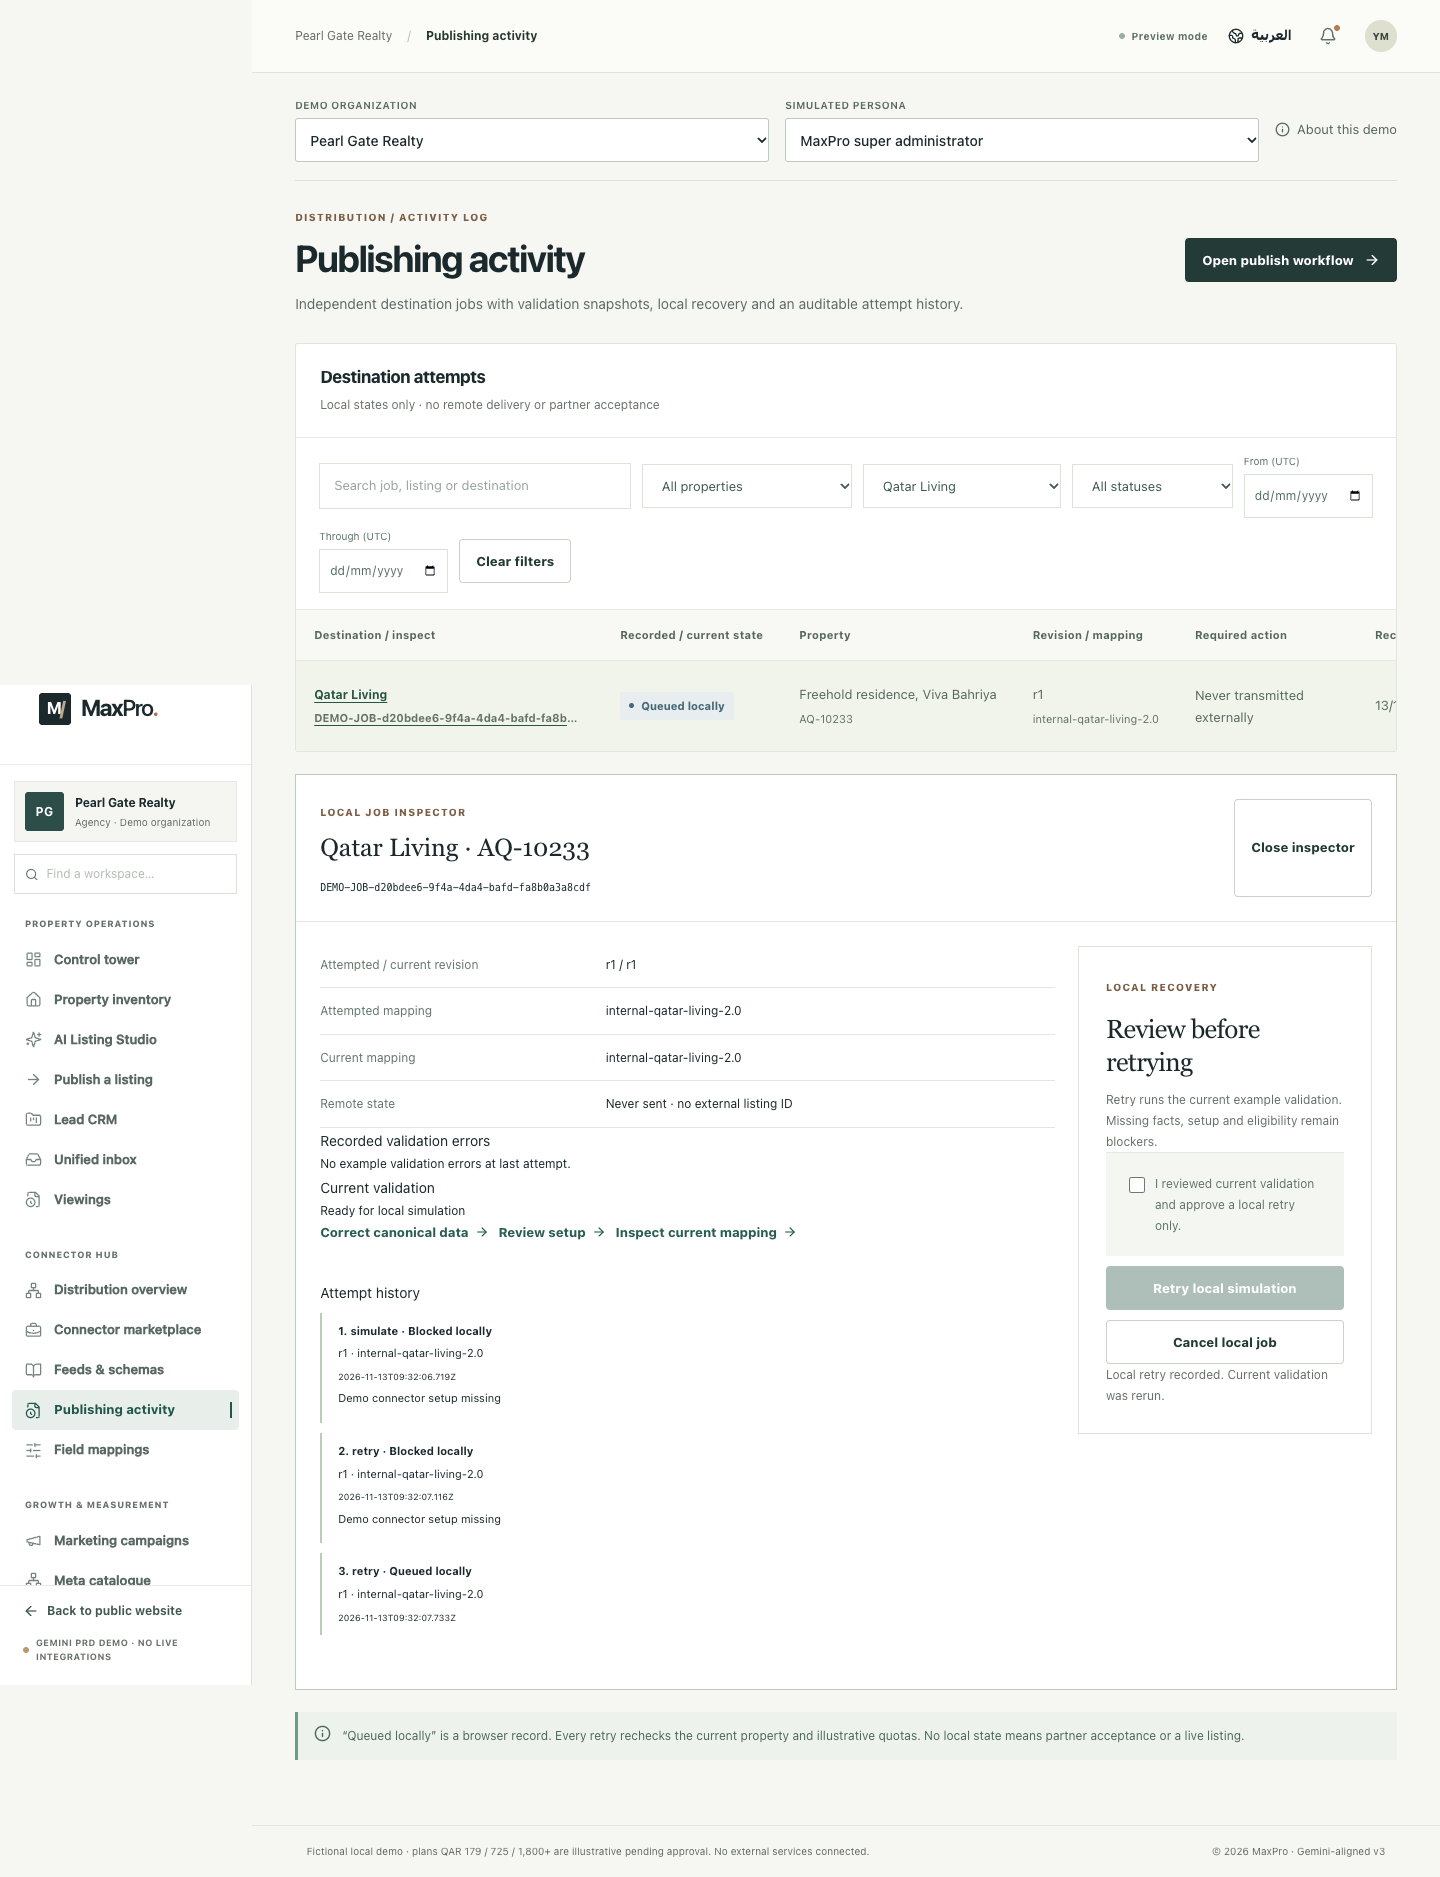 Pearl Gate Realty / Publishing activity
Preview mode
العربية
YM
DEMO ORGANIZATION
Pearl Gate Realty
SIMULATED PERSONA
MaxPro super administrator
About this demo
DISTRIBUTION / ACTIVITY LOG
Publishing activity
Open publish workflow
Independent destination jobs with validation snapshots, local recovery and an auditable attempt history.
Destination attempts
Local states only · no remote delivery or partner acceptance
Search job, listing or destination
All properties
Qatar Living
All statuses
From (UTC)
dd/mm/yyyy
Through (UTC)
dd/mm/yyyy
Clear filters
Destination / inspect
Recorded / current state
Property
Revision / mapping
Required action
Rec
Qatar Living
DEMO-JOB-d20bdee6-9f4a-4da4-bafd-fa8b...
Queued locally
Freehold residence, Viva Bahriya
AQ-10233
r1
internal-qatar-living-2.0
Never transmitted
externally
13/
M/ MaxPro.
PG
Pearl Gate Realty
Agency · Demo organization
Find a workspace...
PROPERTY OPERATIONS
Control tower
Property inventory
AI Listing Studio
Publish a listing
Lead CRM
Unified inbox
Viewings
CONNECTOR HUB
Distribution overview
Connector marketplace
Feeds & schemas
Publishing activity
Field mappings
GROWTH & MEASUREMENT
Marketing campaigns
Meta catalogue
Back to public website
GEMINI PRD DEMO · NO LIVE
INTEGRATIONS
LOCAL JOB INSPECTOR
Qatar Living · AQ-10233
DEMO-JOB-d20bdee6-9f4a-4da4-bafd-fa8b0a3a8cdf
Close inspector
Attempted / current revision
r1 / r1
Attempted mapping
internal-qatar-living-2.0
Current mapping
internal-qatar-living-2.0
Remote state
Never sent · no external listing ID
Recorded validation errors
No example validation errors at last attempt.
Current validation
Ready for local simulation
Correct canonical data
Review setup
Inspect current mapping
Attempt history
1. simulate · Blocked locally
r1 · internal-qatar-living-2.0
2026-11-13T09:32:06.719Z
Demo connector setup missing
2. retry · Blocked locally
r1 · internal-qatar-living-2.0
2026-11-13T09:32:07.116Z
Demo connector setup missing
3. retry · Queued locally
r1 · internal-qatar-living-2.0
2026-11-13T09:32:07.733Z
LOCAL RECOVERY
Review before
retrying
Retry runs the current example validation.
Missing facts, setup and eligibility remain
blockers.
I reviewed current validation
and approve a local retry
only.
Retry local simulation
Cancel local job
Local retry recorded. Current validation
was rerun.
“Queued locally” is a browser record. Every retry rechecks the current property and illustrative quotas. No local state means partner acceptance or a live listing.
Fictional local demo · plans QAR 179 / 725 / 1,800+ are illustrative pending approval. No external services connected.
© 2026 MaxPro · Gemini-aligned v3